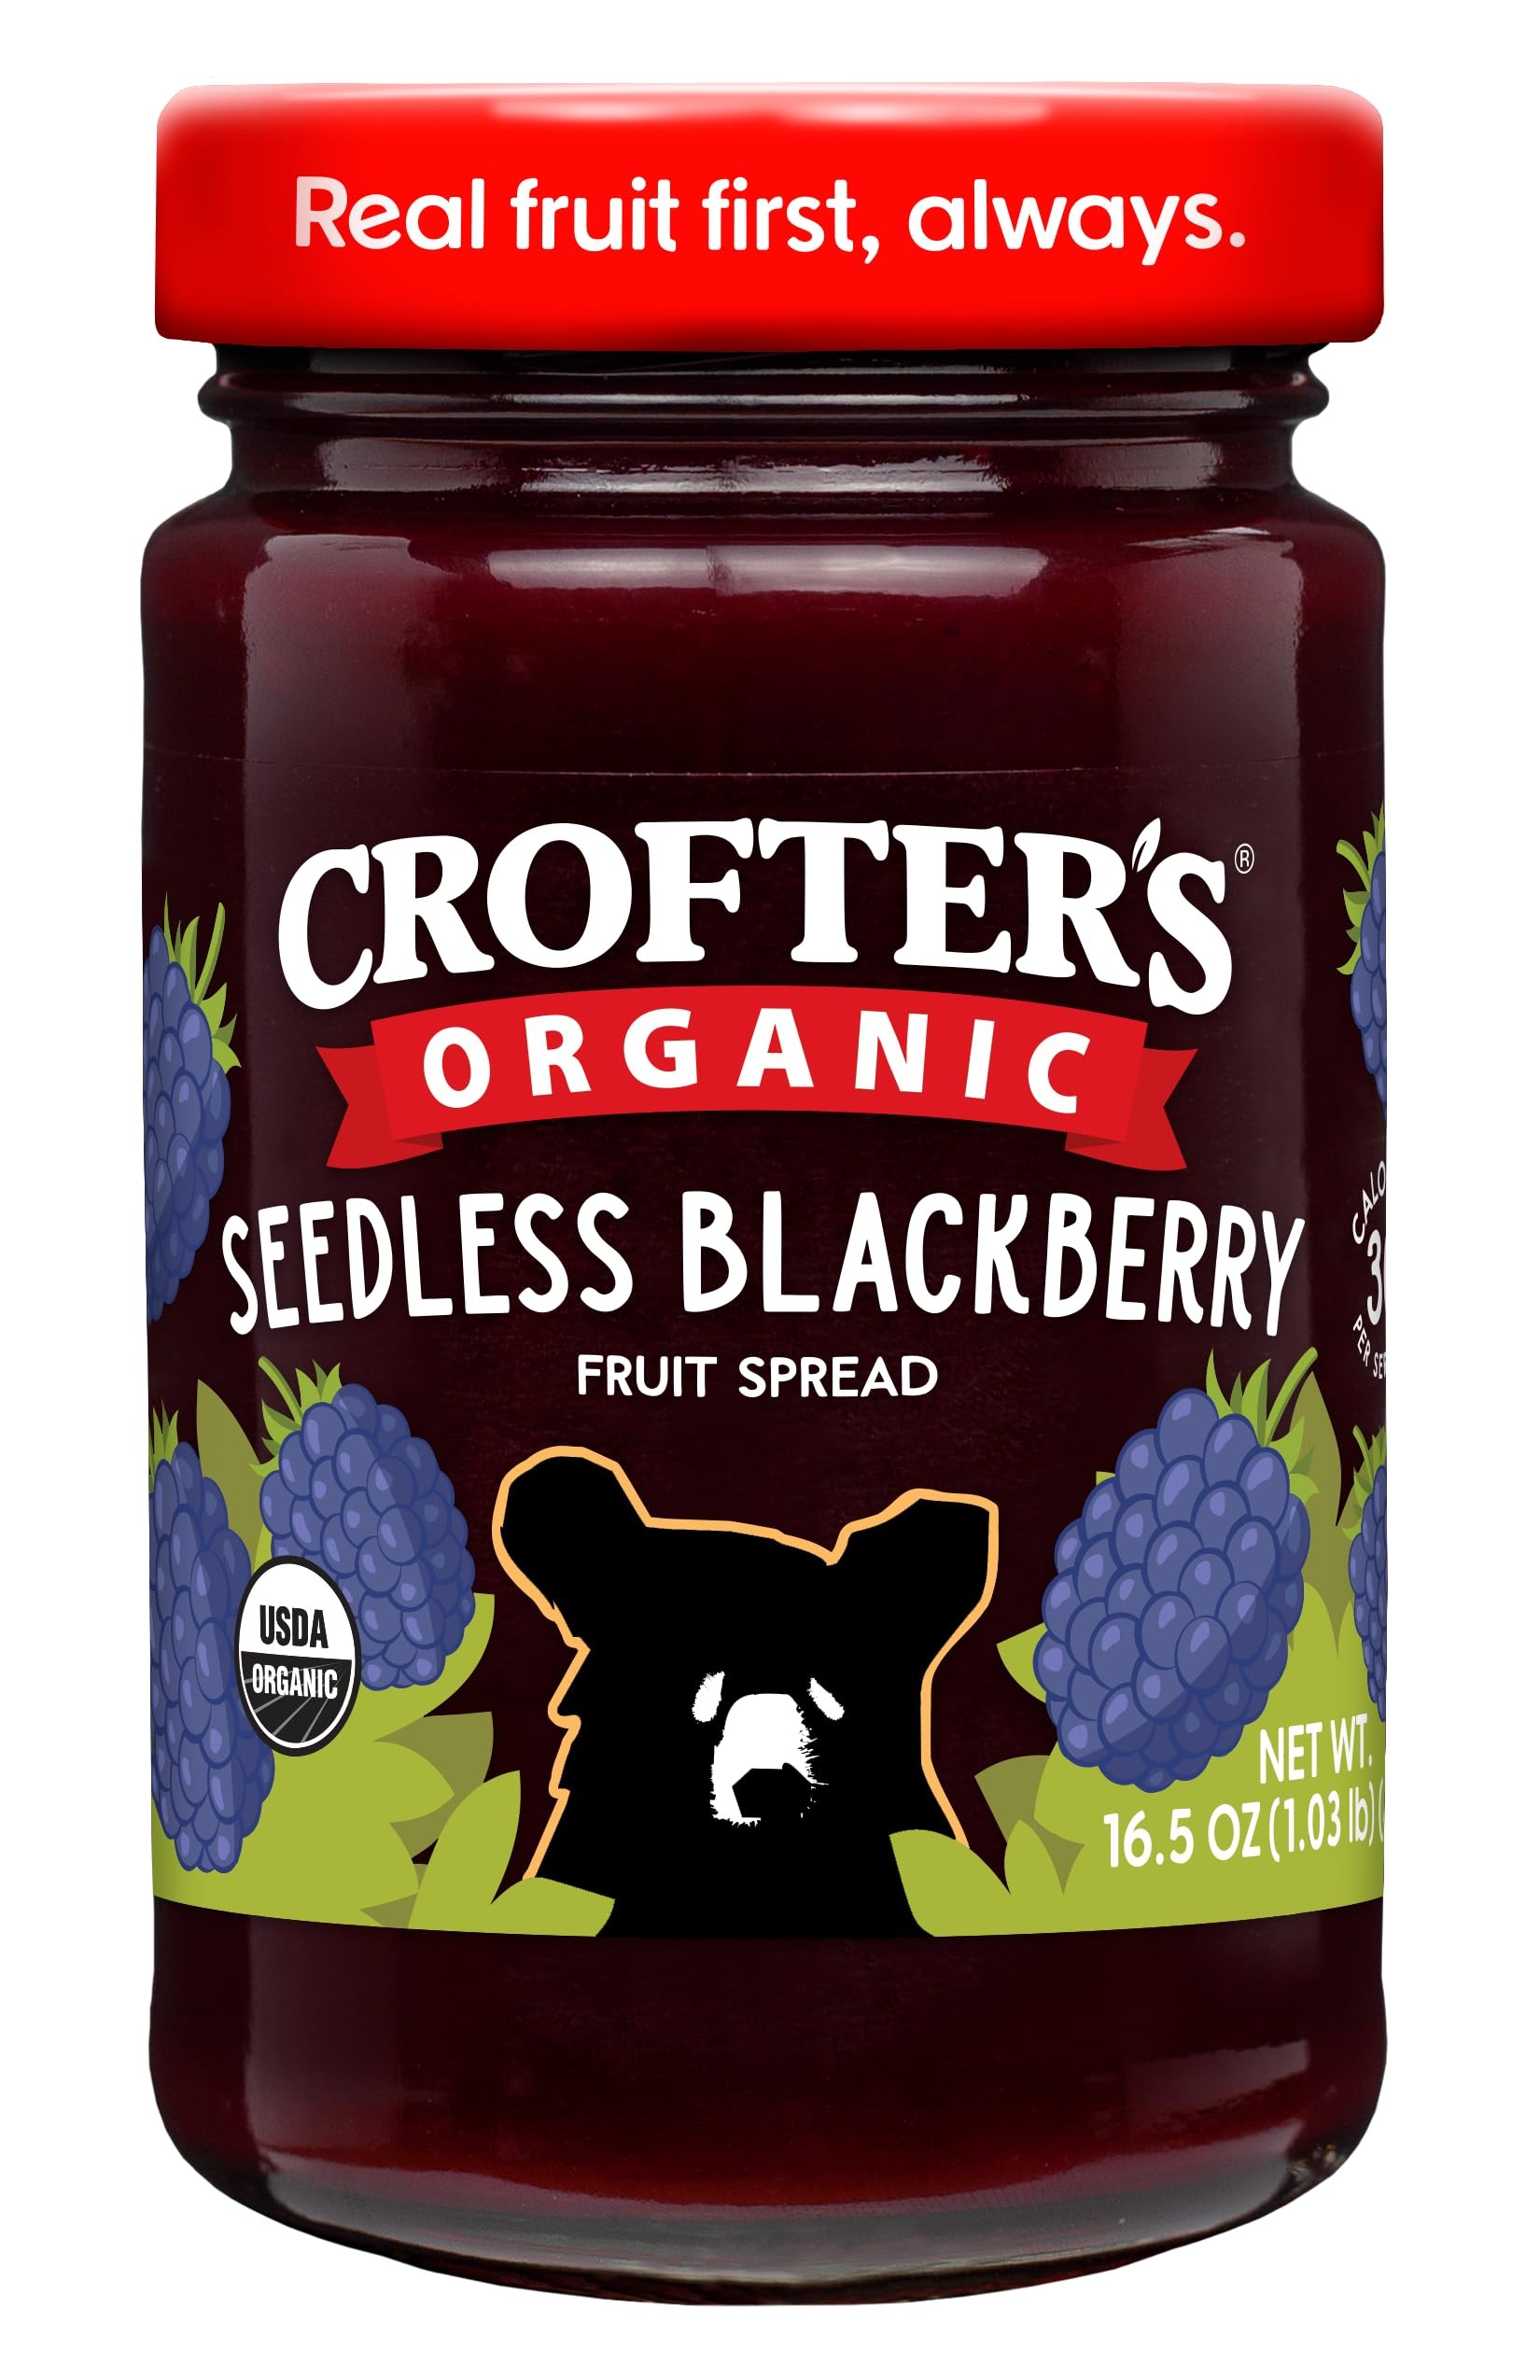 Real fruit first, always.
CROFTER'S®
ORGANIC
SEEDLESS BLACKBERRY
FRUIT SPREAD
USDA
ORGANIC
NET WT.
16.5 OZ (1.03 lb)
PER